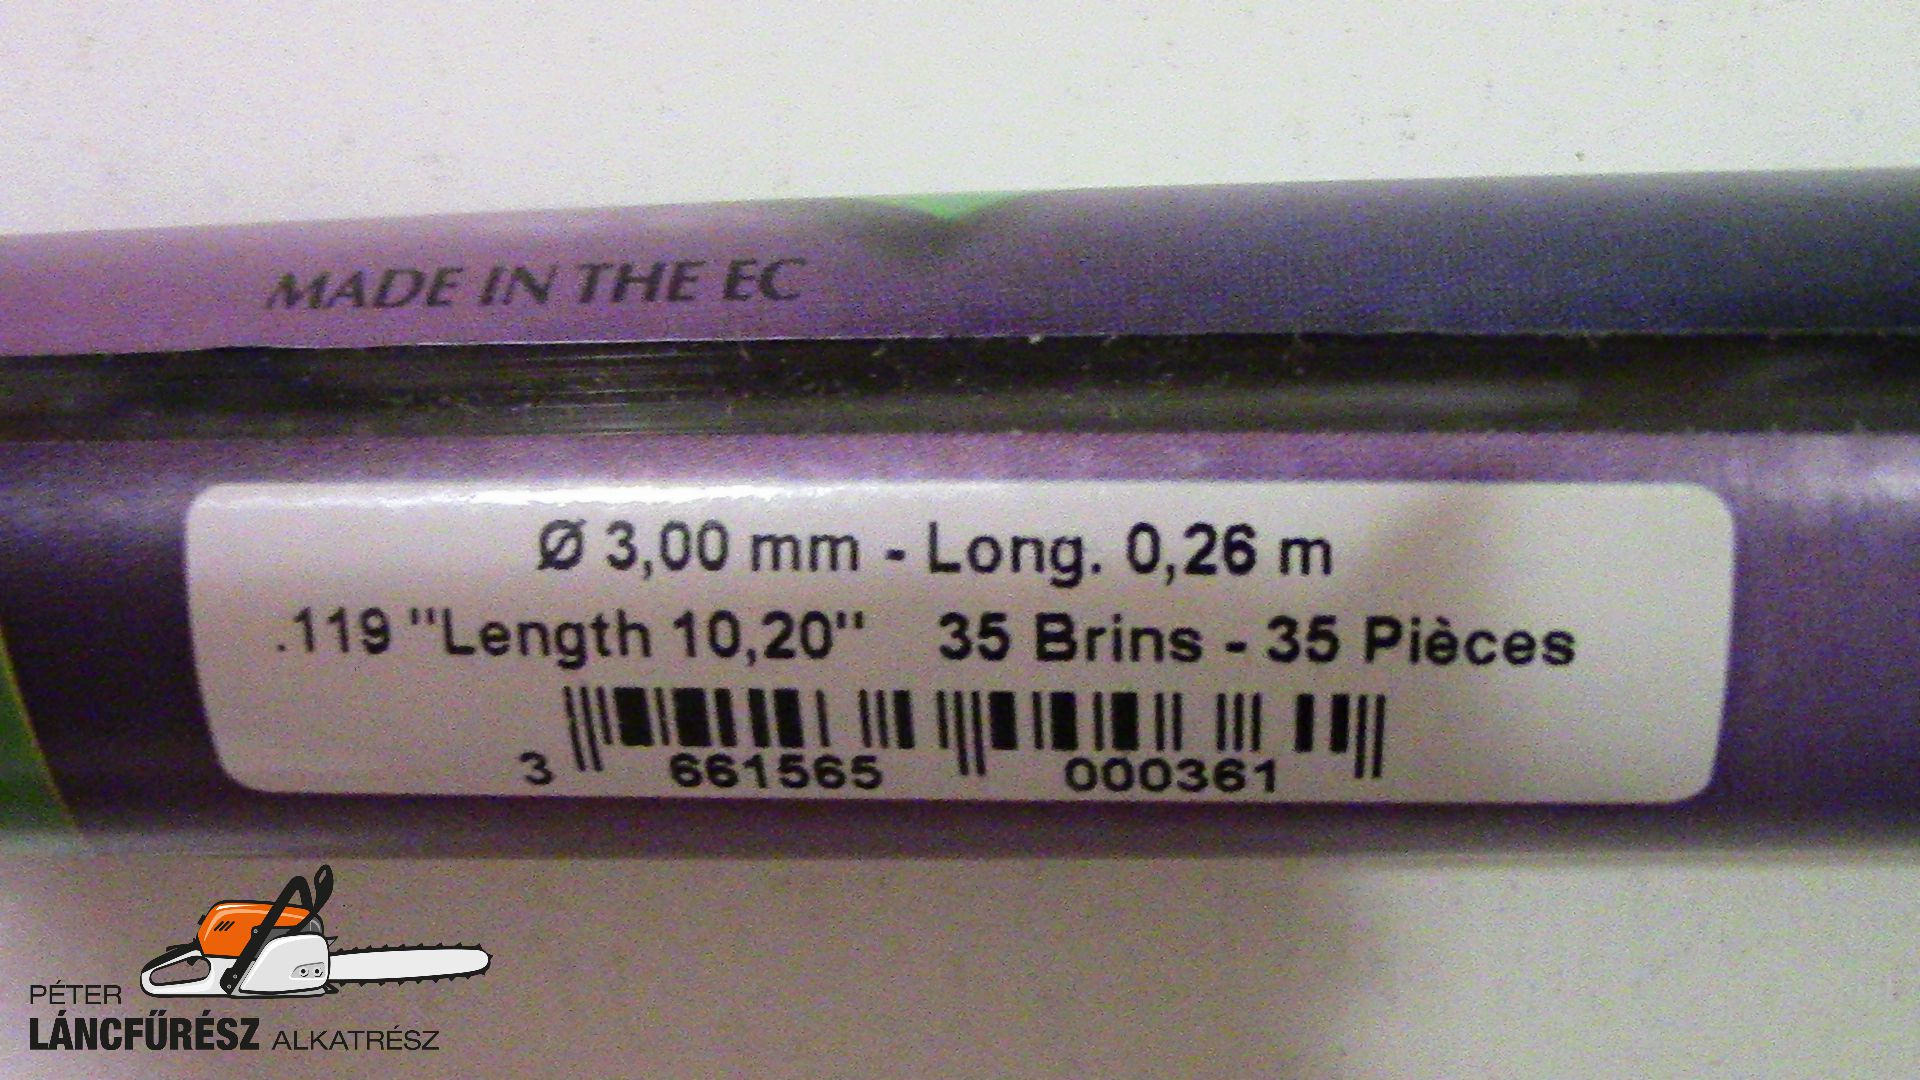 MADE IN THE EC
Ø 3,00 mm - Long. 0,26 m
.119 "Length 10,20" 35 Brins - 35 Pièces
3 661565 000361
PÉTER
LÁNCFŰRÉSZ ALKATRÉSZ